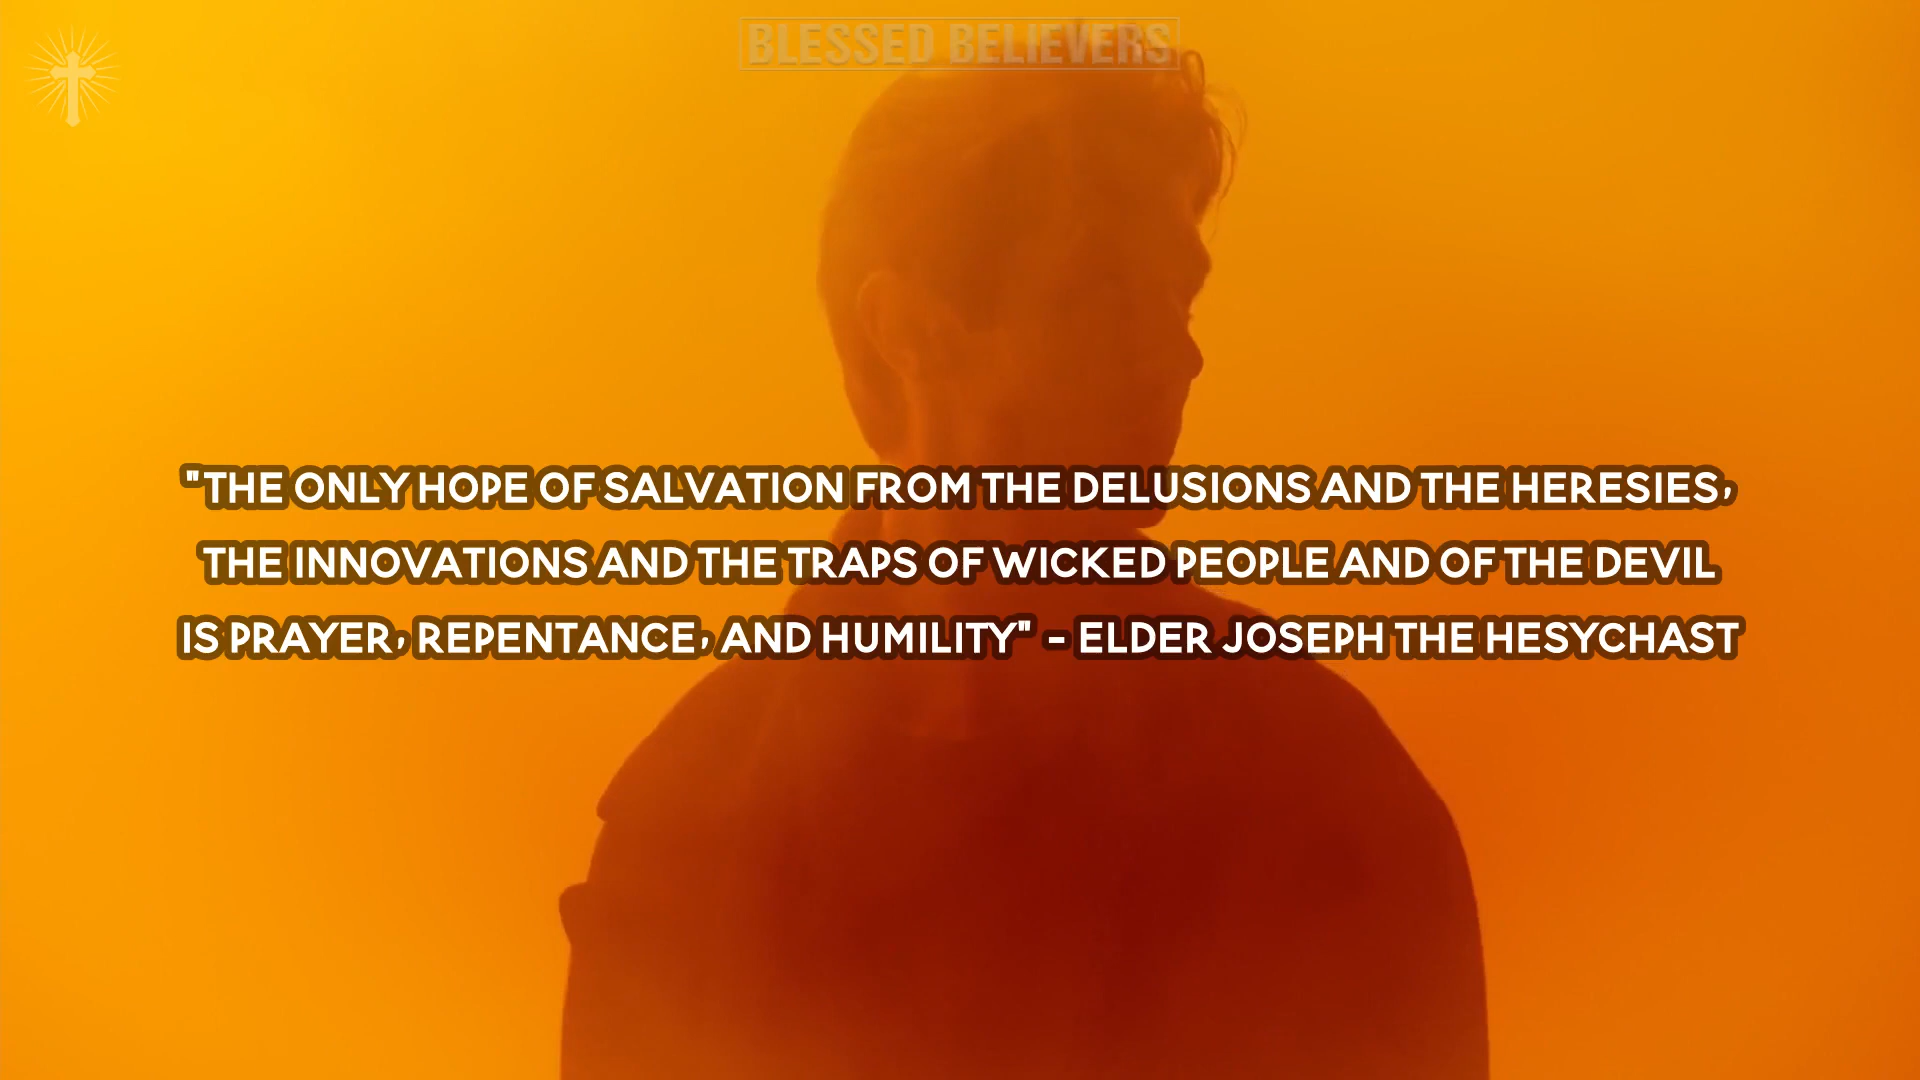 BLESSED BELIEVERS
"THE ONLY HOPE OF SALVATION FROM THE DELUSIONS AND THE HERESIES,
THE INNOVATIONS AND THE TRAPS OF WICKED PEOPLE AND OF THE DEVIL
IS PRAYER, REPENTANCE, AND HUMILITY" - ELDER JOSEPH THE HESYCHAST